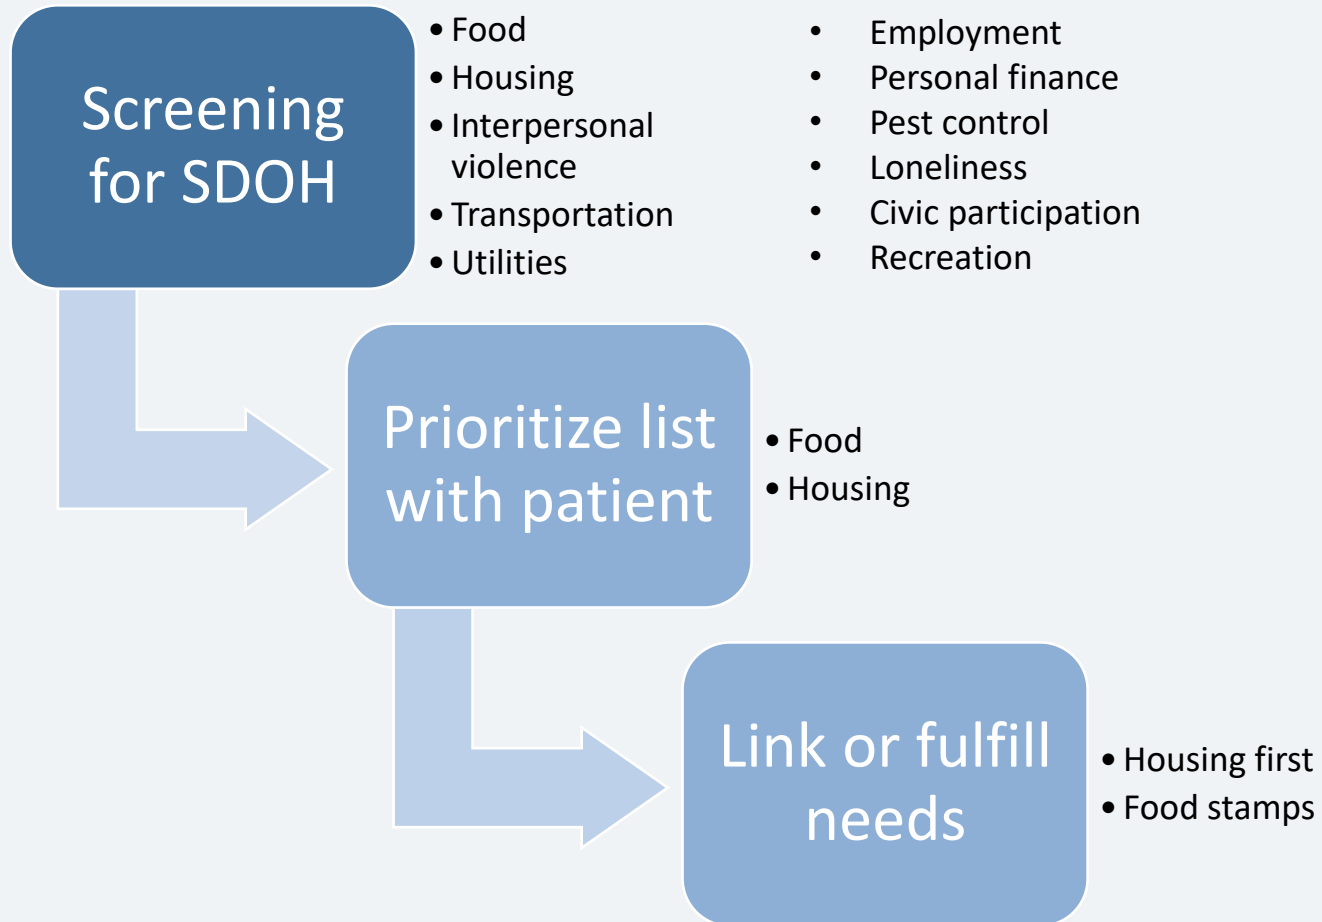 Screening
for SDOH
• Food
• Housing
• Interpersonal
violence
• Transportation
• Utilities
• Employment
• Personal finance
• Pest control
• Loneliness
• Civic participation
• Recreation
Prioritize list
with patient
• Food
• Housing
Link or fulfill
needs
• Housing first
• Food stamps